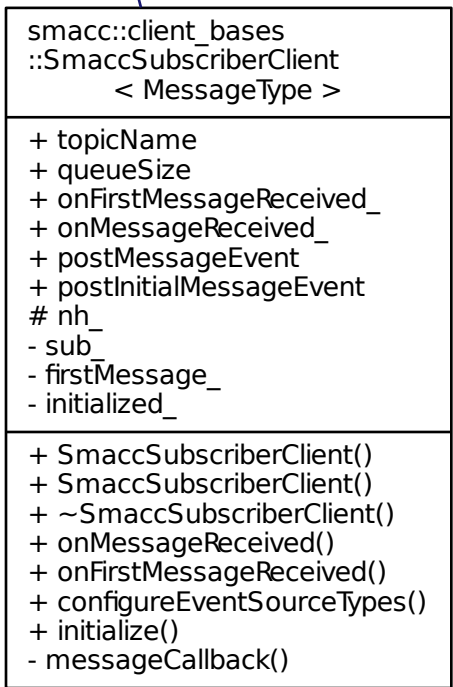 smacc::client_bases
::SmaccSubscriberClient
< MessageType >
+ topicName
+ queueSize
+ onFirstMessageReceived_
+ onMessageReceived_
+ postMessageEvent
+ postInitialMessageEvent
# nh_
- sub_
- firstMessage_
- initialized_
+ SmaccSubscriberClient()
+ SmaccSubscriberClient()
+ ~SmaccSubscriberClient()
+ onMessageReceived()
+ onFirstMessageReceived()
+ configureEventSourceTypes()
+ initialize()
- messageCallback()